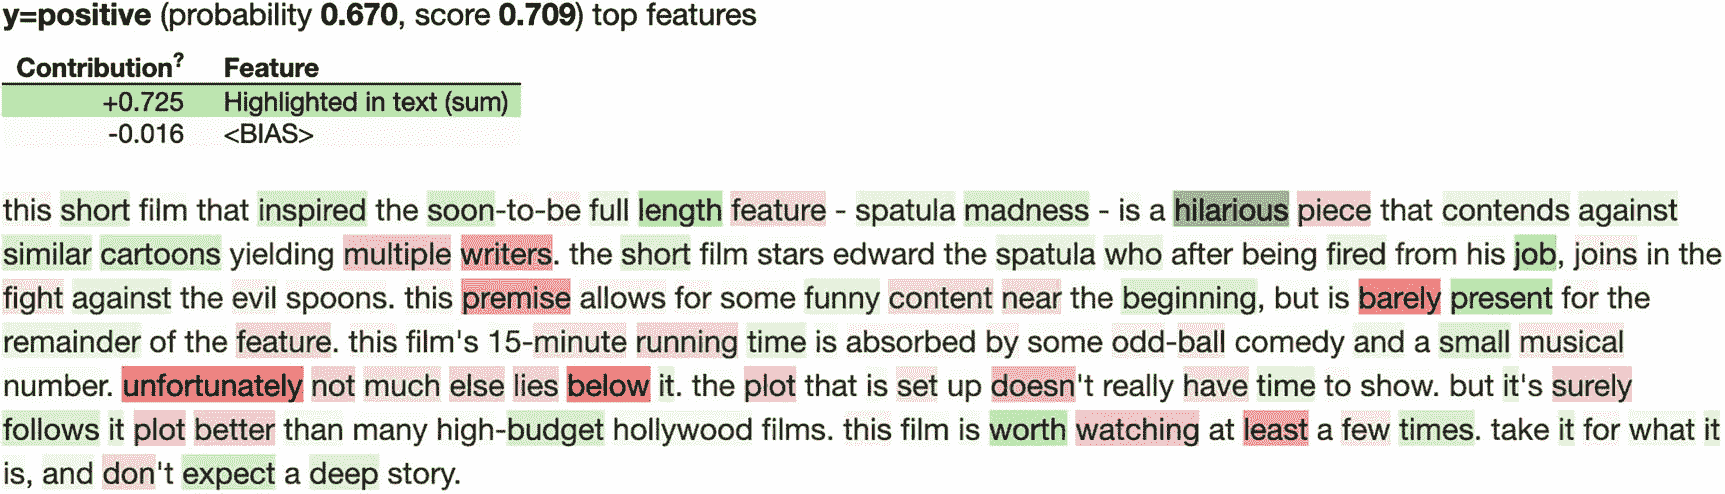 y=positive (probability 0.670, score 0.709) top features
Contribution? Feature
+0.725 Highlighted in text (sum)
-0.016 <BIAS>
this short film that inspired the soon-to-be full length feature - spatula madness - is a hilarious piece that contends against
similar cartoons yielding multiple writers. the short film stars edward the spatula who after being fired from his job, joins in the
fight against the evil spoons. this premise allows for some funny content near the beginning, but is barely present for the
remainder of the feature. this film's 15-minute running time is absorbed by some odd-ball comedy and a small musical
number. unfortunately not much else lies below it. the plot that is set up doesn't really have time to show. but it's surely
follows it plot better than many high-budget hollywood films. this film is worth watching at least a few times. take it for what it
is, and don't expect a deep story.